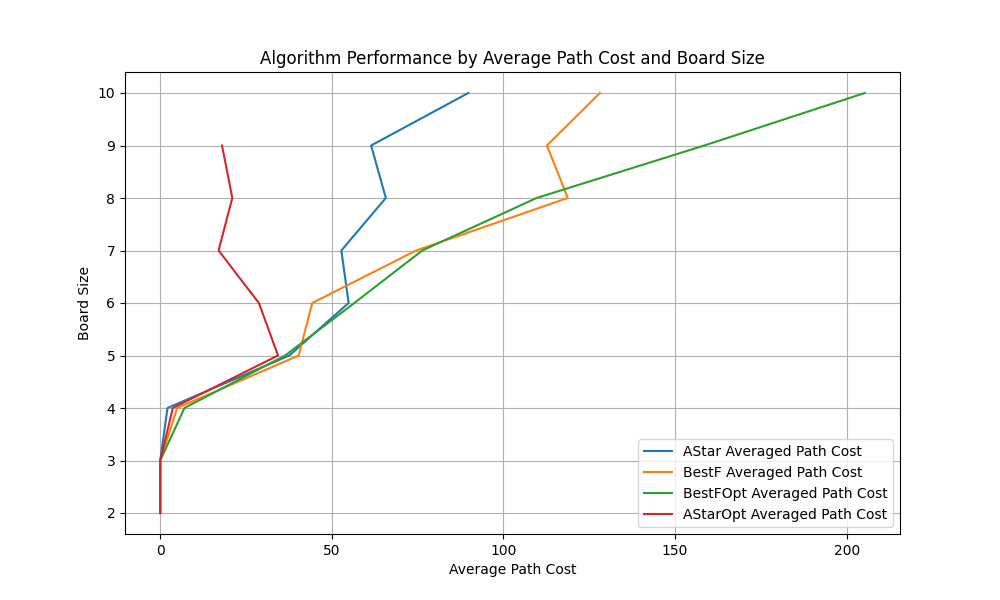 Algorithm Performance by Average Path Cost and Board Size
Board Size
10
9
8
7
6
5
4
3
2
0
50
100
150
200
Average Path Cost
AStar Averaged Path Cost
BestF Averaged Path Cost
BestFOpt Averaged Path Cost
AStarOpt Averaged Path Cost